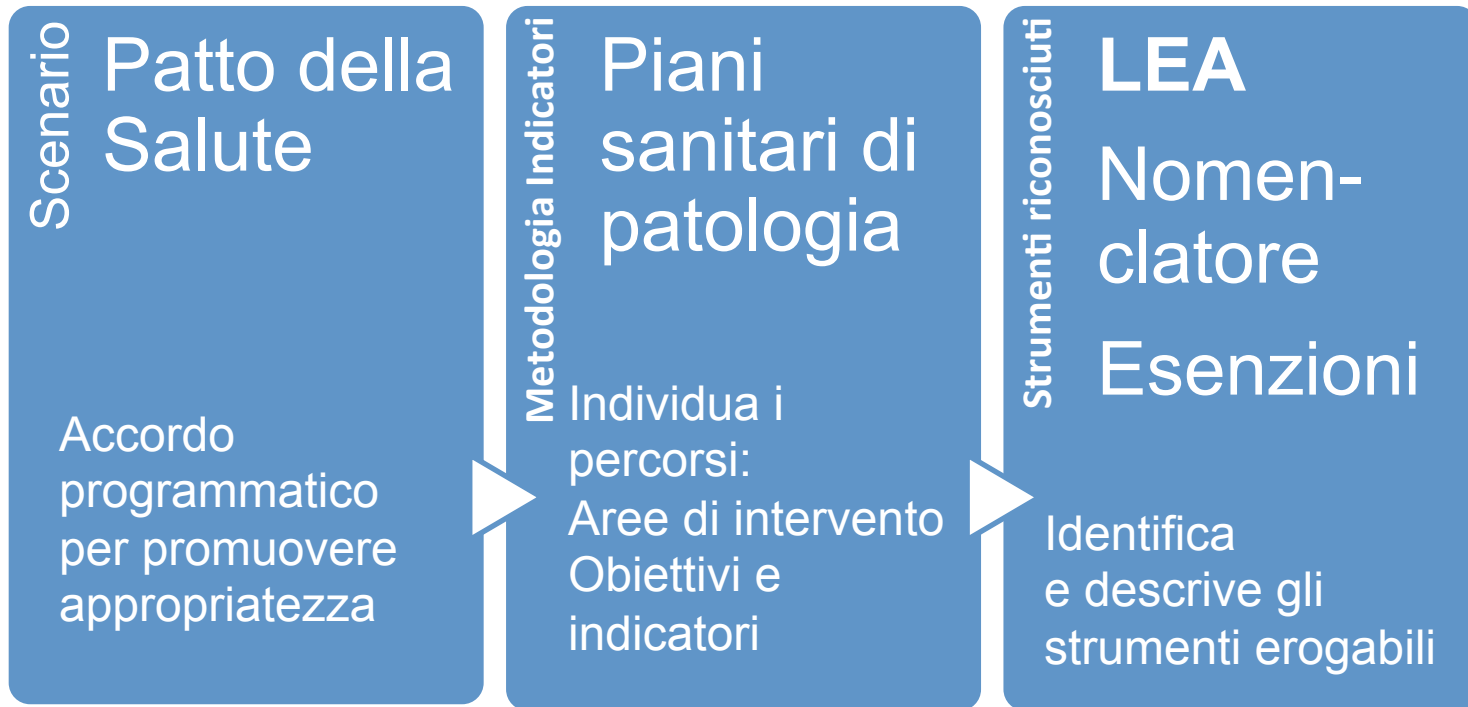 Scenario
Patto della
Salute
Accordo
programmatico
per promuovere
appropriatezza
Metodologia Indicatori
Piani
sanitari di
patologia
Individua i
percorsi:
Aree di intervento
Obiettivi e
indicatori
Strumenti riconosciuti
LEA
Nomen-
clatore
Esenzioni
Identifica
e descrive gli
strumenti erogabili